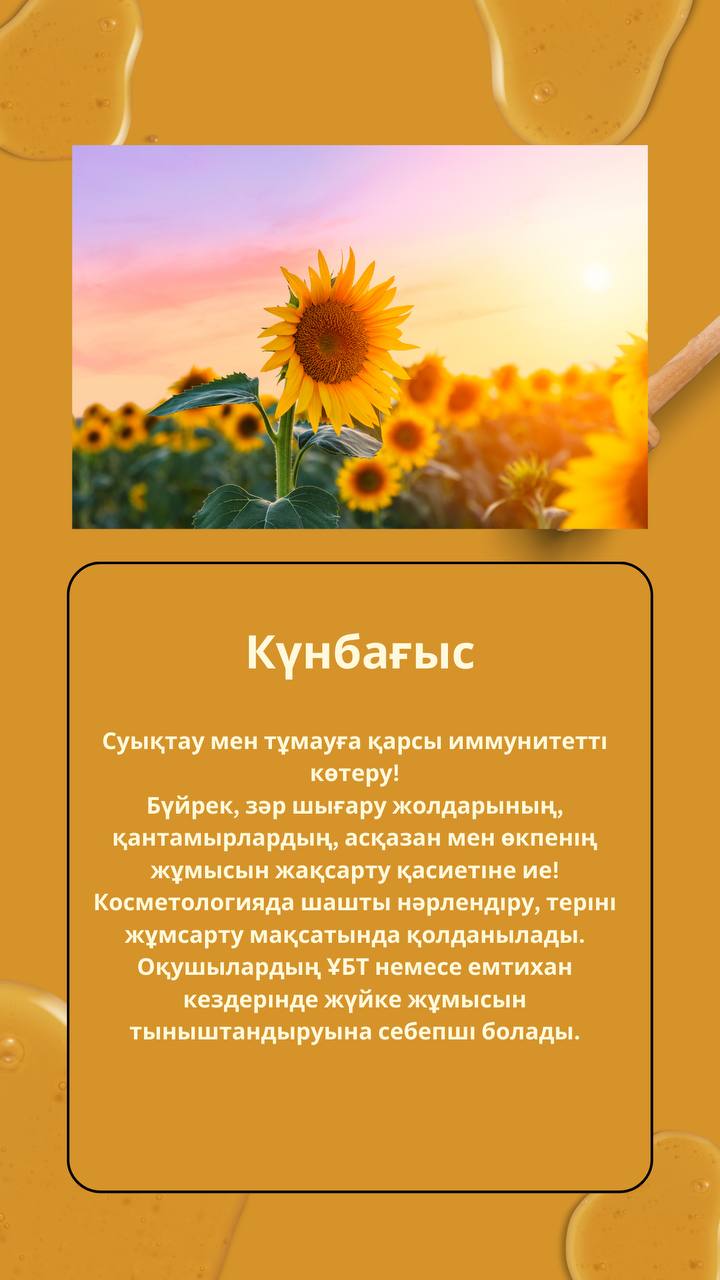 Күнбағыс
Суықтау мен тұмауға қарсы иммунитетті
көтеру!
Бүйрек, зәр шығару жолдарының,
қантамырлардың, асқазан мен өкпенің
жұмысын жақсарту қасиетіне ие!
Косметологияда шашты нәрлендіру, теріні
жұмсарту мақсатында қолданылады.
Оқушылардың ҰБТ немесе емтихан
кездерінде жүйке жұмысын
тыныштандыруына себепші болады.